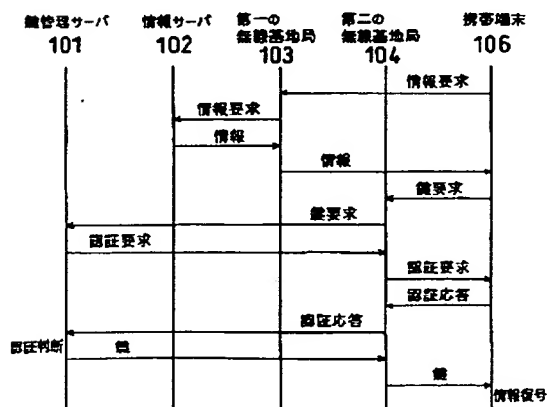 鍵管理サーバ
101
情報サーバ
102
第一の
無線基地局
103
第二の
無線基地局
104
携帯端末
106
情報要求
情報要求
情報
情報
鍵要求
鍵要求
認証要求
認証要求
認証応答
認証応答
認証判断
鍵
鍵
情報復号